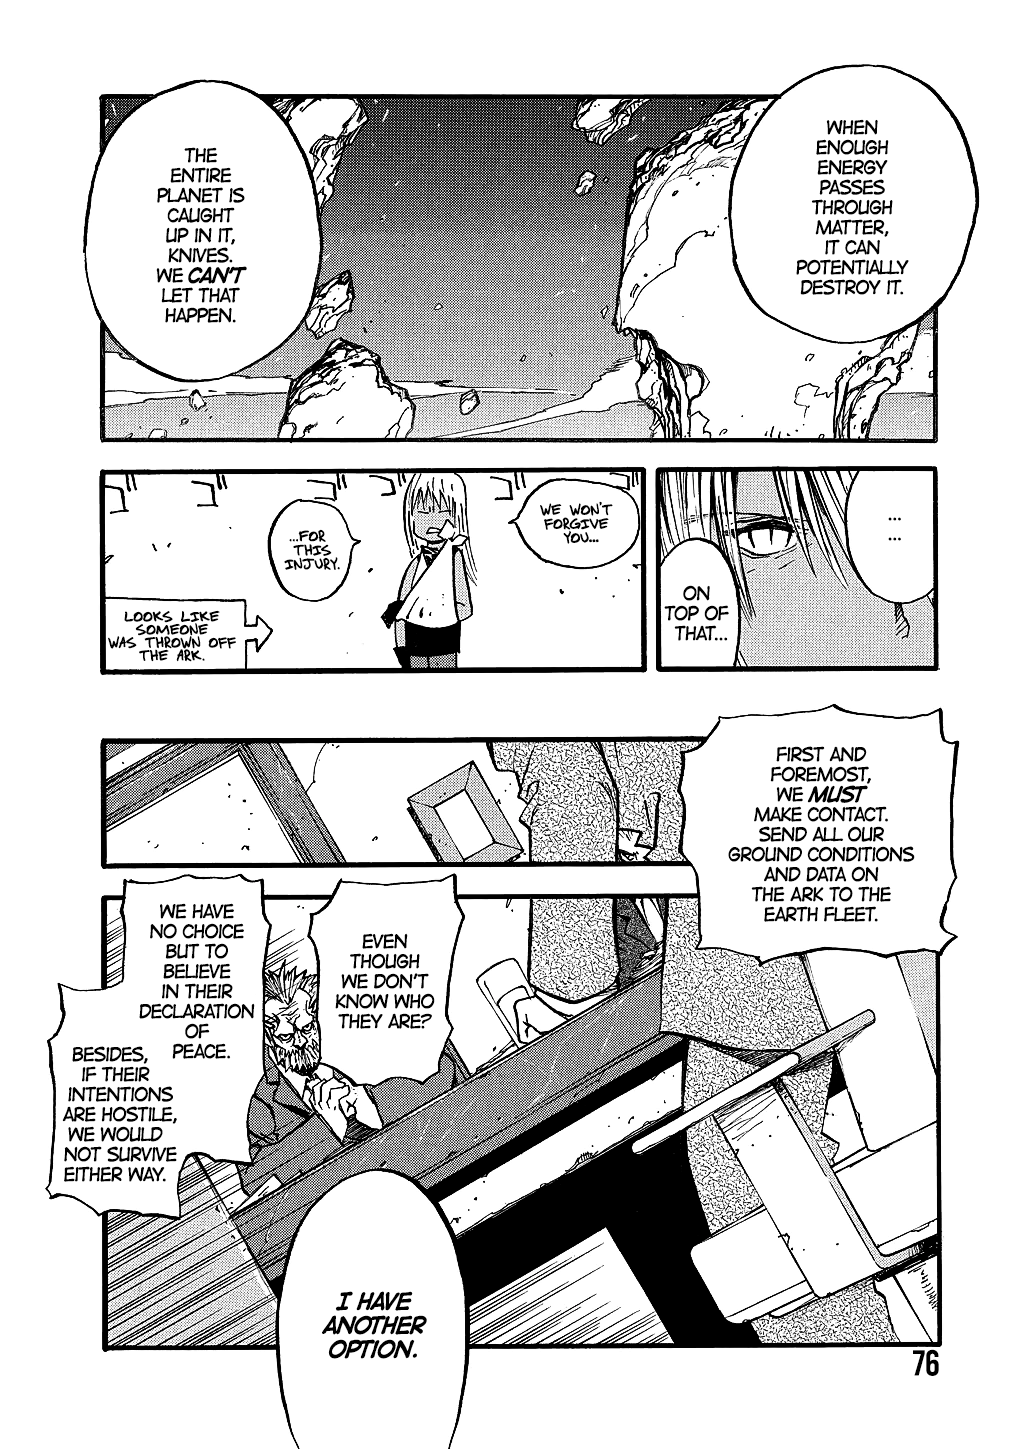 WHEN
ENOUGH
ENERGY
PASSES
THROUGH
MATTER,
IT CAN
POTENTIALLY
DESTROY IT.
THE
ENTIRE
PLANET IS
CAUGHT
UP IN IT,
KNIVES.
WE CAN'T
LET THAT
HAPPEN.
...
...
ON
TOP OF
THAT...
WE WON'T
FORGIVE
YOU...
...FOR
THIS
INJURY.
LOOKS LIKE
SOMEONE
WAS THROWN OFF
THE ARK.
FIRST AND
FOREMOST,
WE MUST
MAKE CONTACT.
SEND ALL OUR
GROUND CONDITIONS
AND DATA ON
THE ARK TO THE
EARTH FLEET.
EVEN
THOUGH
WE DON'T
KNOW WHO
THEY ARE?
WE HAVE
NO CHOICE
BUT TO
BELIEVE
IN THEIR
DECLARATION
OF
PEACE.
BESIDES,
IF THEIR
INTENTIONS
ARE HOSTILE,
WE WOULD
NOT SURVIVE
EITHER WAY.
I HAVE
ANOTHER
OPTION.
76